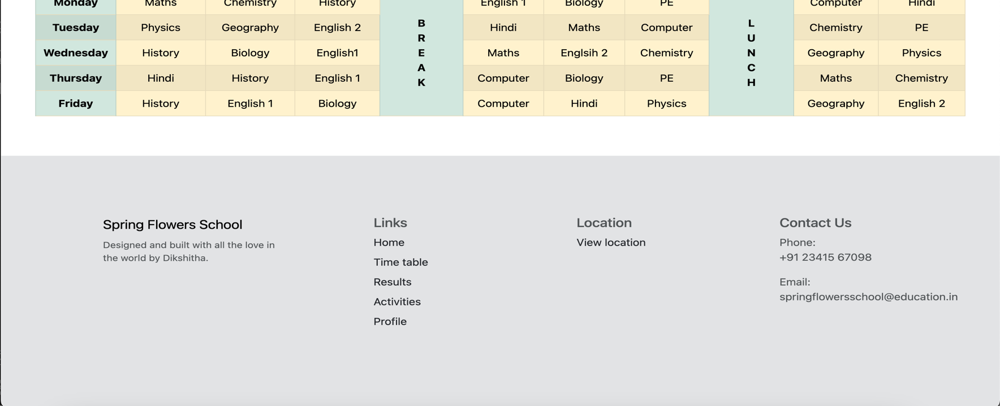 Monday Maths Chemistry History English 1 Biology PE Computer Hindi
Tuesday Physics Geography English 2 Hindi Maths Computer Chemistry PE
Wednesday History Biology English1 Maths Englsih 2 Chemistry Geography Physics
Thursday Hindi History English 1 Computer Biology PE Maths Chemistry
Friday History English 1 Biology Computer Hindi Physics Geography English 2
B
R
E
A
K
L
U
N
C
H
Spring Flowers School
Designed and built with all the love in
the world by Dikshitha.
Links
Home
Time table
Results
Activities
Profile
Location
View location
Contact Us
Phone:
+91 23415 67098
Email:
springflowersschool@education.in